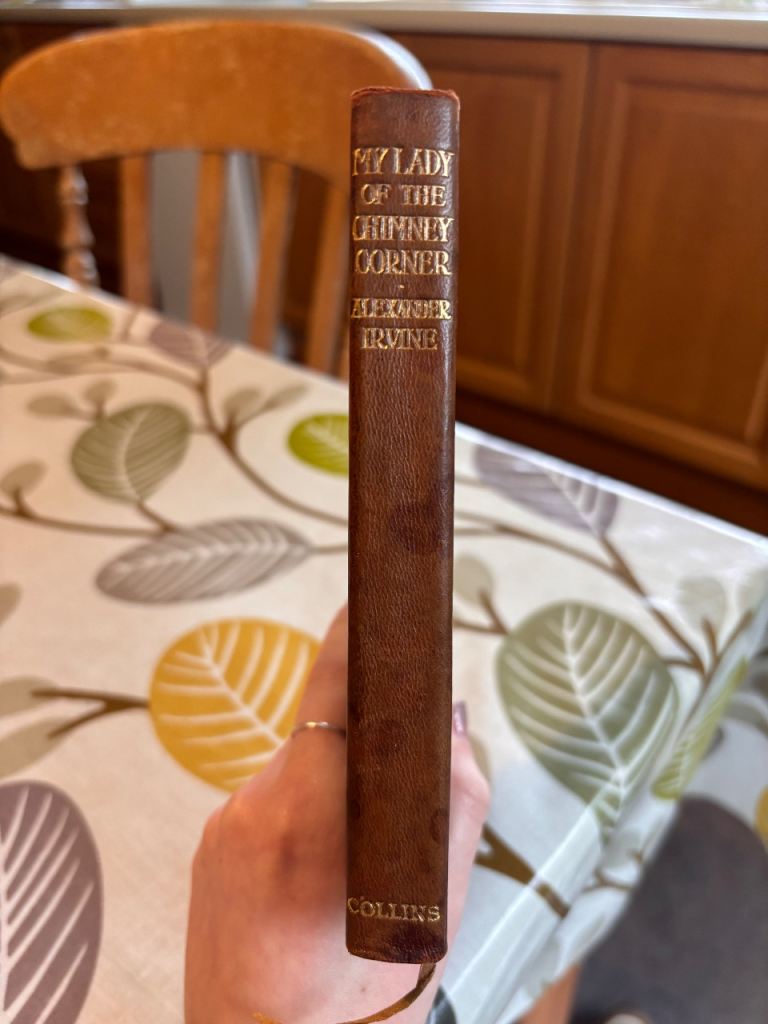 MY LADY
OF THE
CHIMNEY
CORNER
ALEXANDER
IRVINE
COLLINS